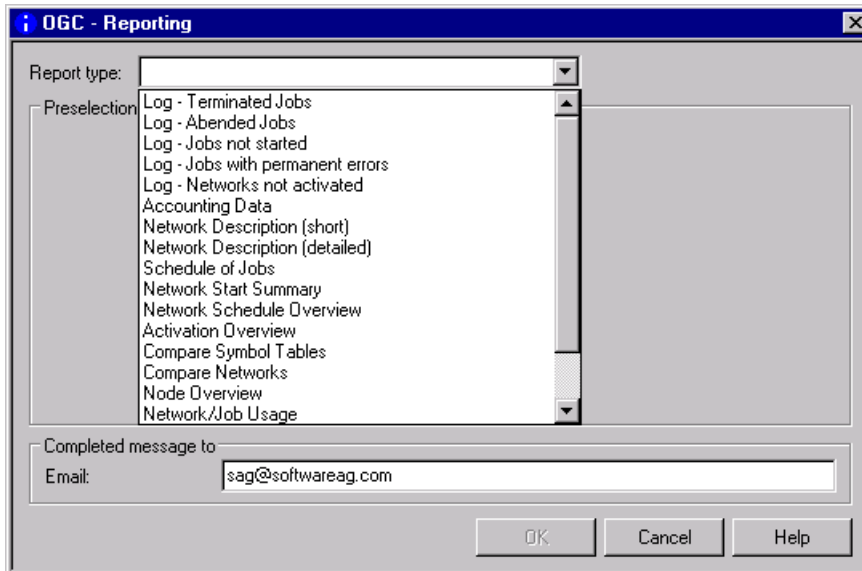 OGC - Reporting
Report type:
Preselection
Log - Terminated Jobs
Log - Abended Jobs
Log - Jobs not started
Log - Jobs with permanent errors
Log - Networks not activated
Accounting Data
Network Description (short)
Network Description (detailed)
Schedule of Jobs
Network Start Summary
Network Schedule Overview
Activation Overview
Compare Symbol Tables
Compare Networks
Node Overview
Network/Job Usage
Completed message to
Email: sag@softwareag.com
OK Cancel Help